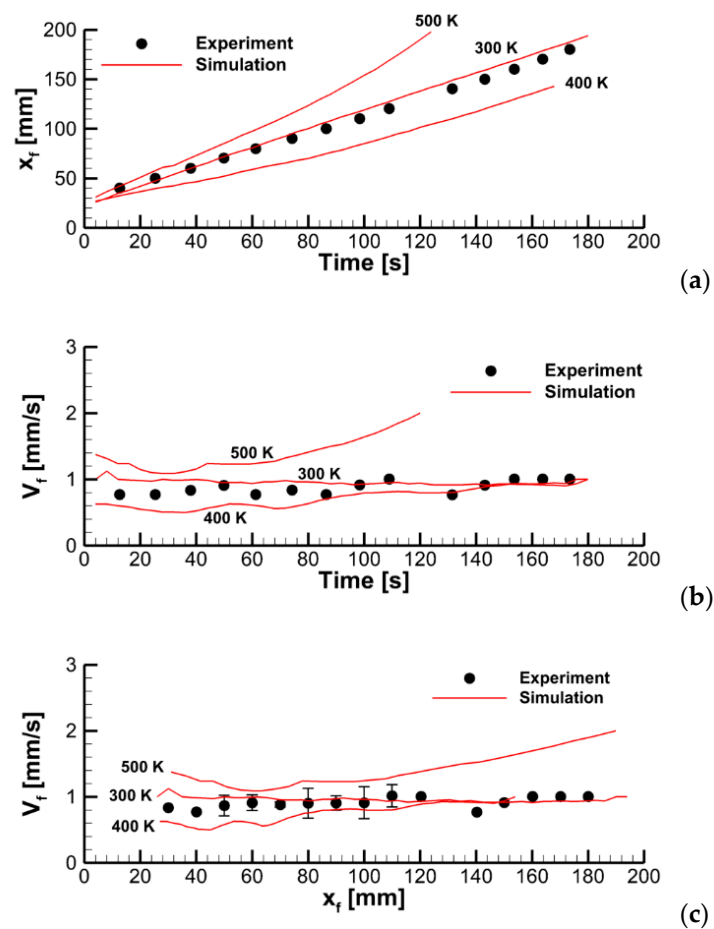 500 K
200
Experiment
300 K
Simulation
150
400 K
100
50
0
x_f [mm]
0 20 40 60 80 100 120 140 160 180 200
Time [s]
(a)
3
Experiment
Simulation
2
500 K
300 K
1
400 K
0
V_f [mm/s]
0 20 40 60 80 100 120 140 160 180 200
Time [s]
(b)
3
Experiment
Simulation
2
500 K
300 K
1
400 K
0
V_f [mm/s]
0 20 40 60 80 100 120 140 160 180 200
x_f [mm]
(c)